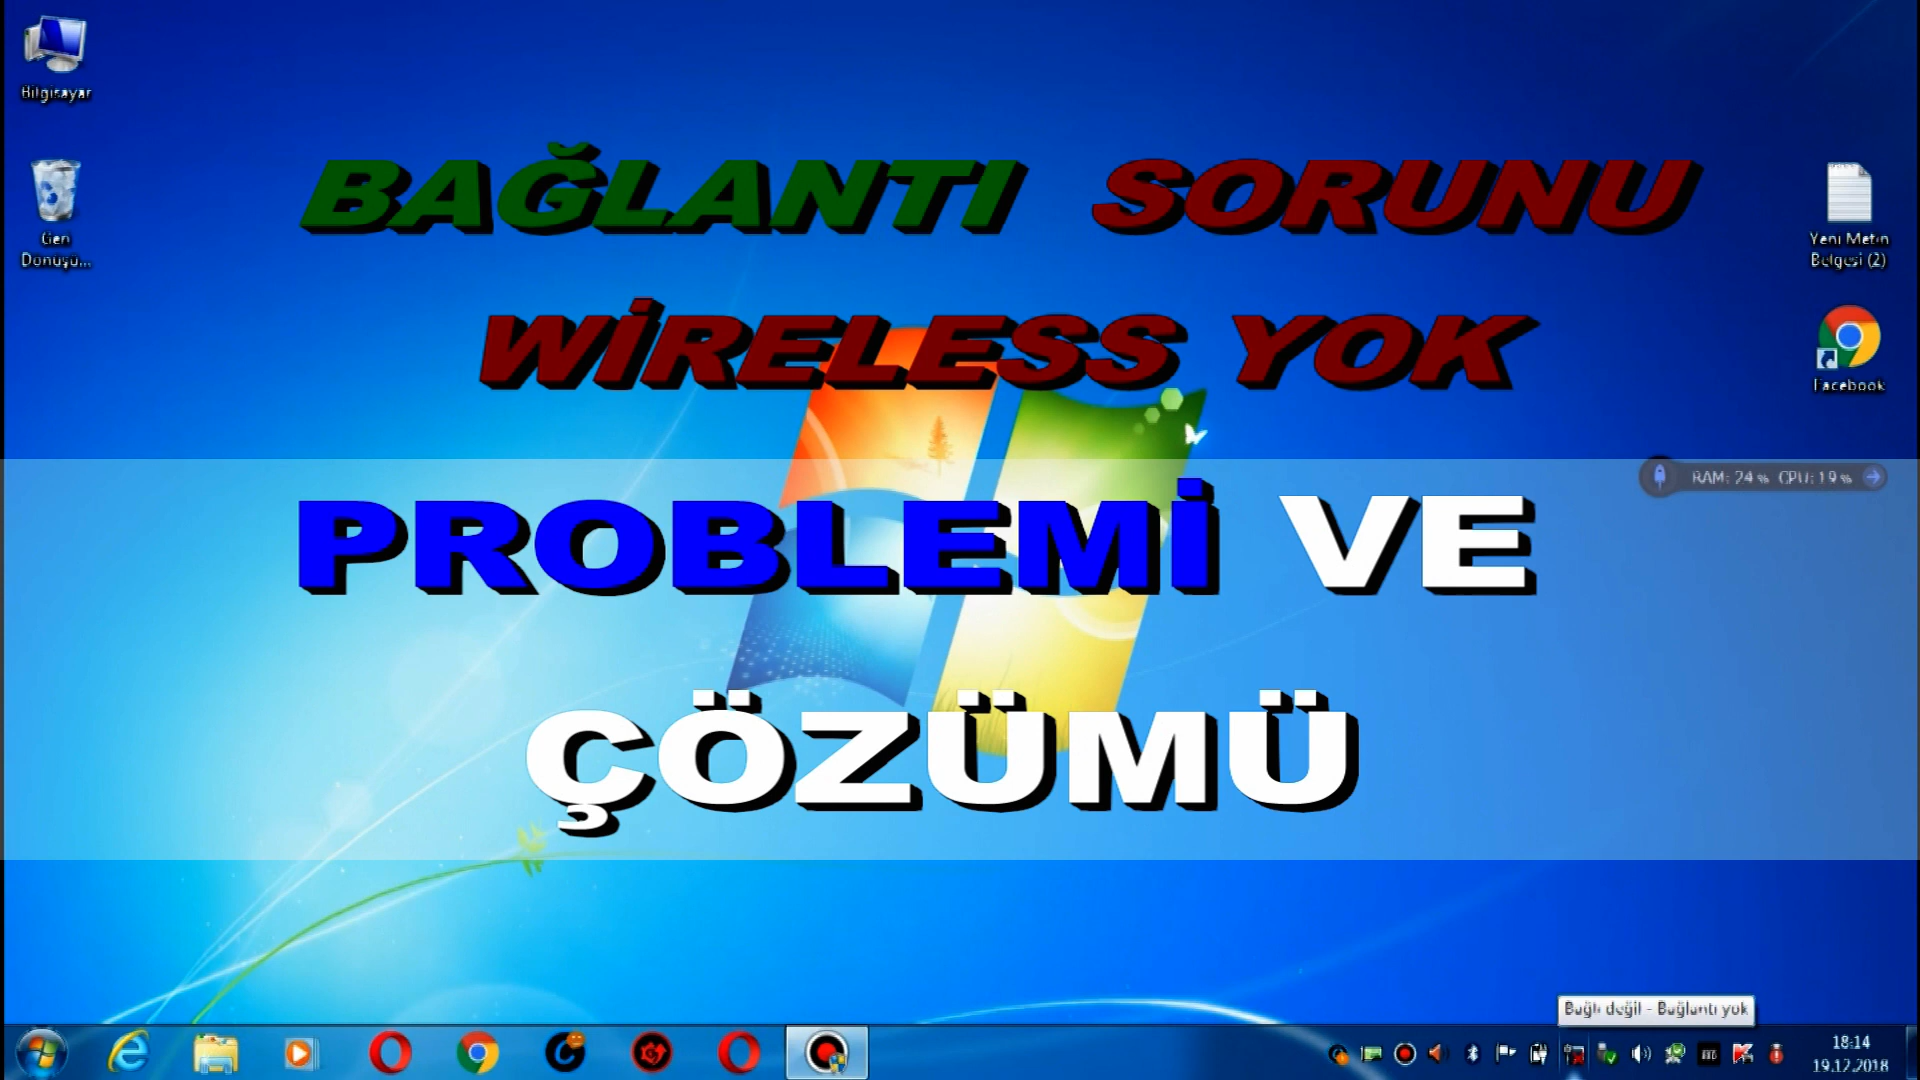 Bilgisayar
Geri
Dönüşü...
BAĞLANTI SORUNU
WİRELESS YOK
PROBLEMİ VE
ÇÖZÜMÜ
Yeni Metin
Belgesi (2)
Facebook
RAM: 24 % CPU: 19 %
Bağlı değil - Bağlantı yok
18:14
19.12.2018